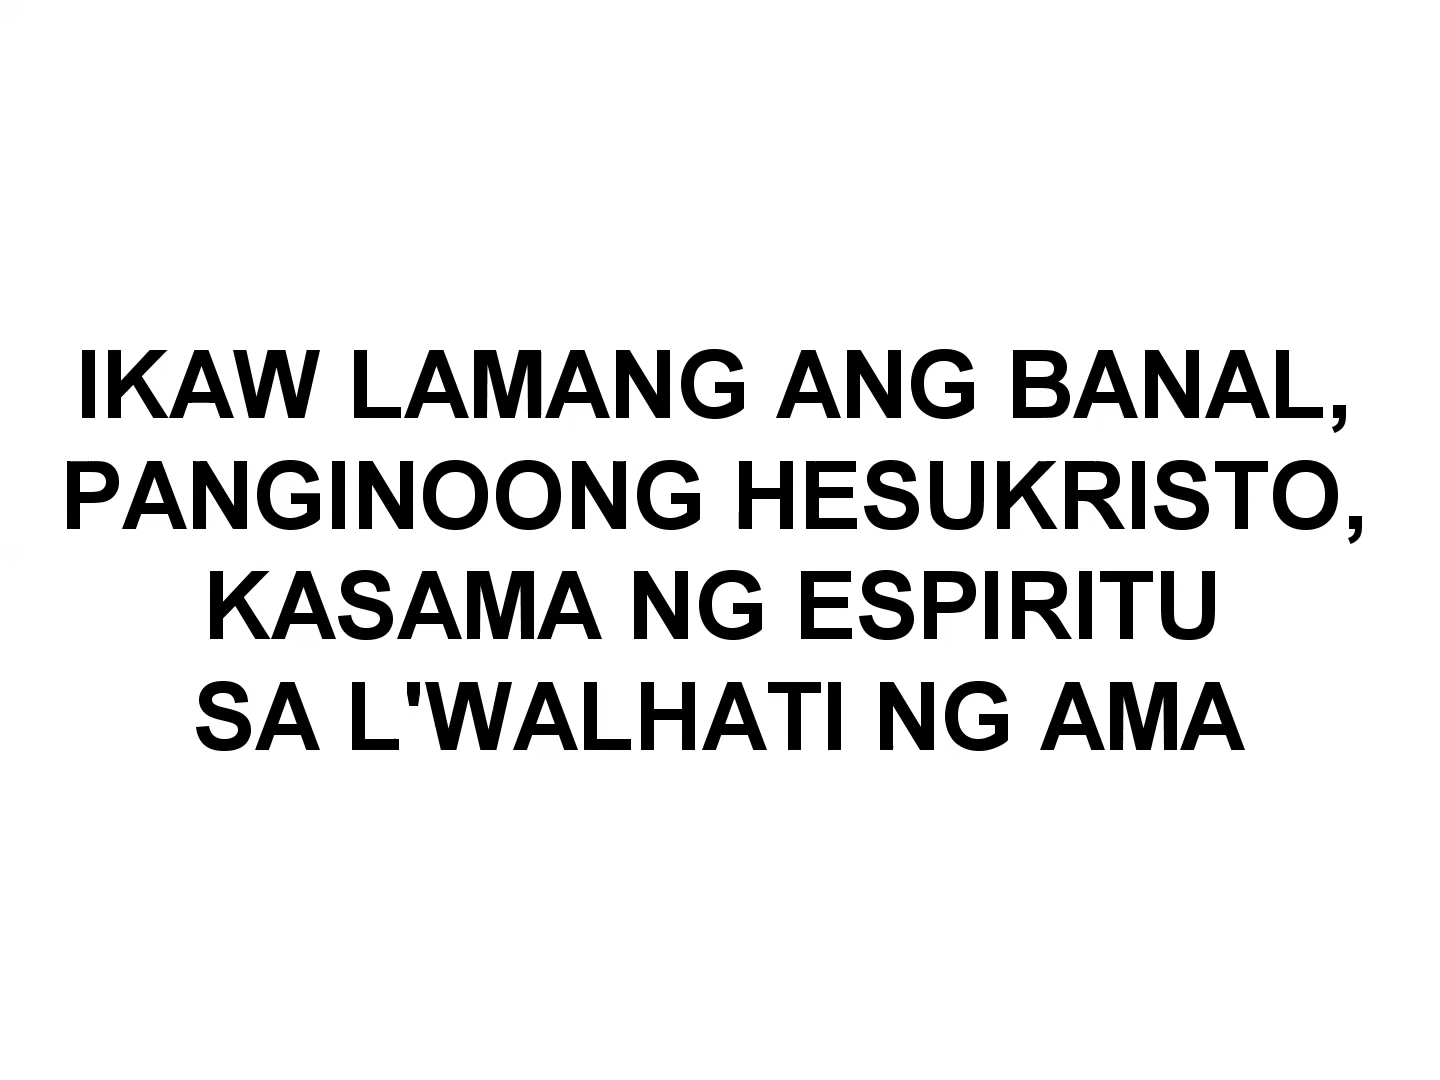 IKAW LAMANG ANG BANAL,
PANGINOONG HESUKRISTO,
KASAMA NG ESPIRITU
SA L'WALHATI NG AMA